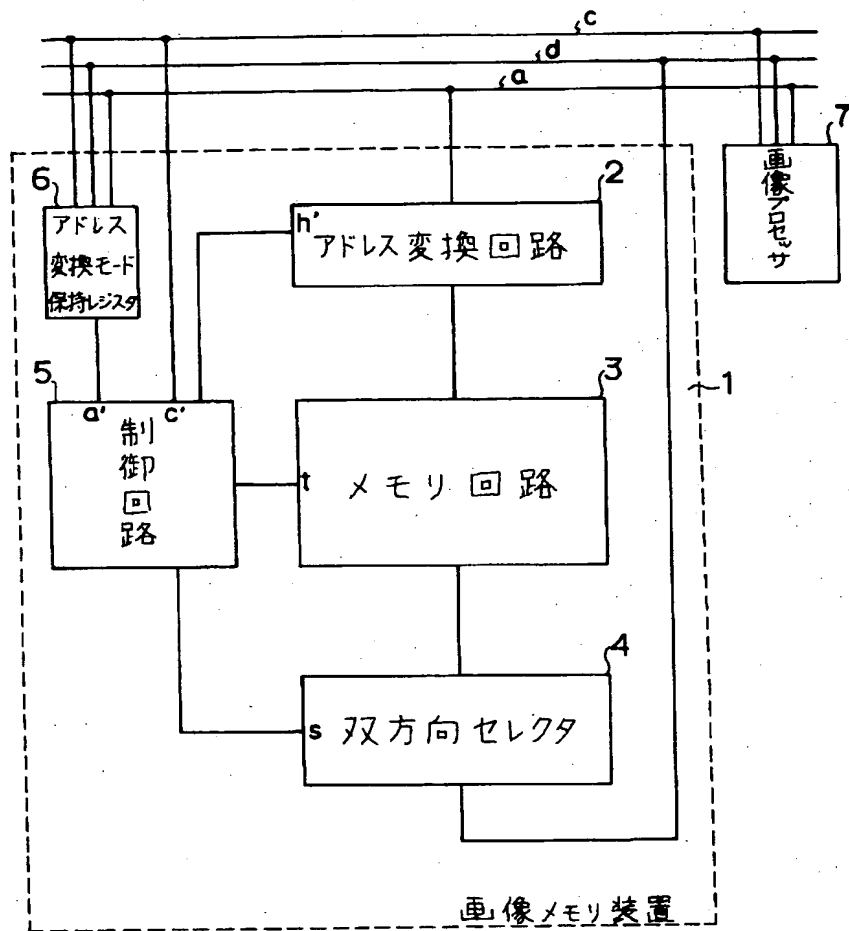 c
d
a
7
画像プロセッサ
6
アドレス
変換モード
保持レジスタ
2
h'
アドレス変換回路
5
a'
c'
制御回路
3
t
メモリ回路
1
4
s
双方向セレクタ
画像メモリ装置